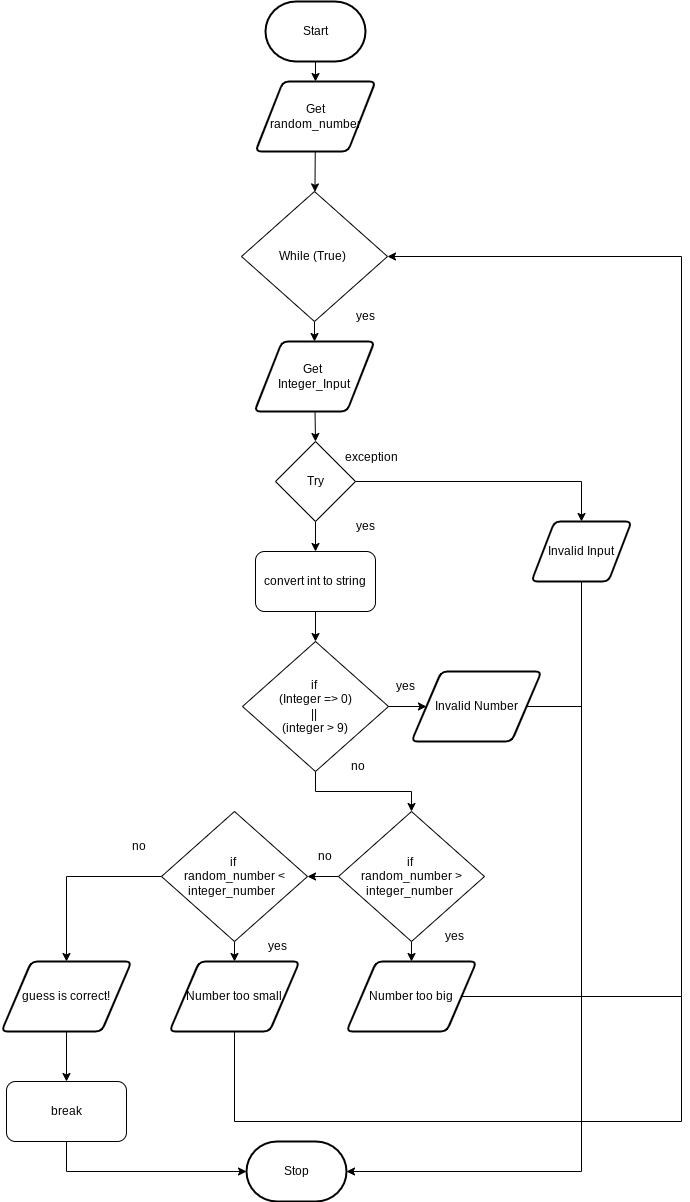 Start
Get
random_number
While (True)
yes
Get
Integer_Input
exception
Try
yes
Invalid Input
convert int to string
if
(Integer => 0)
||
(integer > 9)
yes
Invalid Number
no
no
if
random_number <
integer_number
no
if
random_number >
integer_number
yes
yes
guess is correct!
Number too small
Number too big
break
Stop